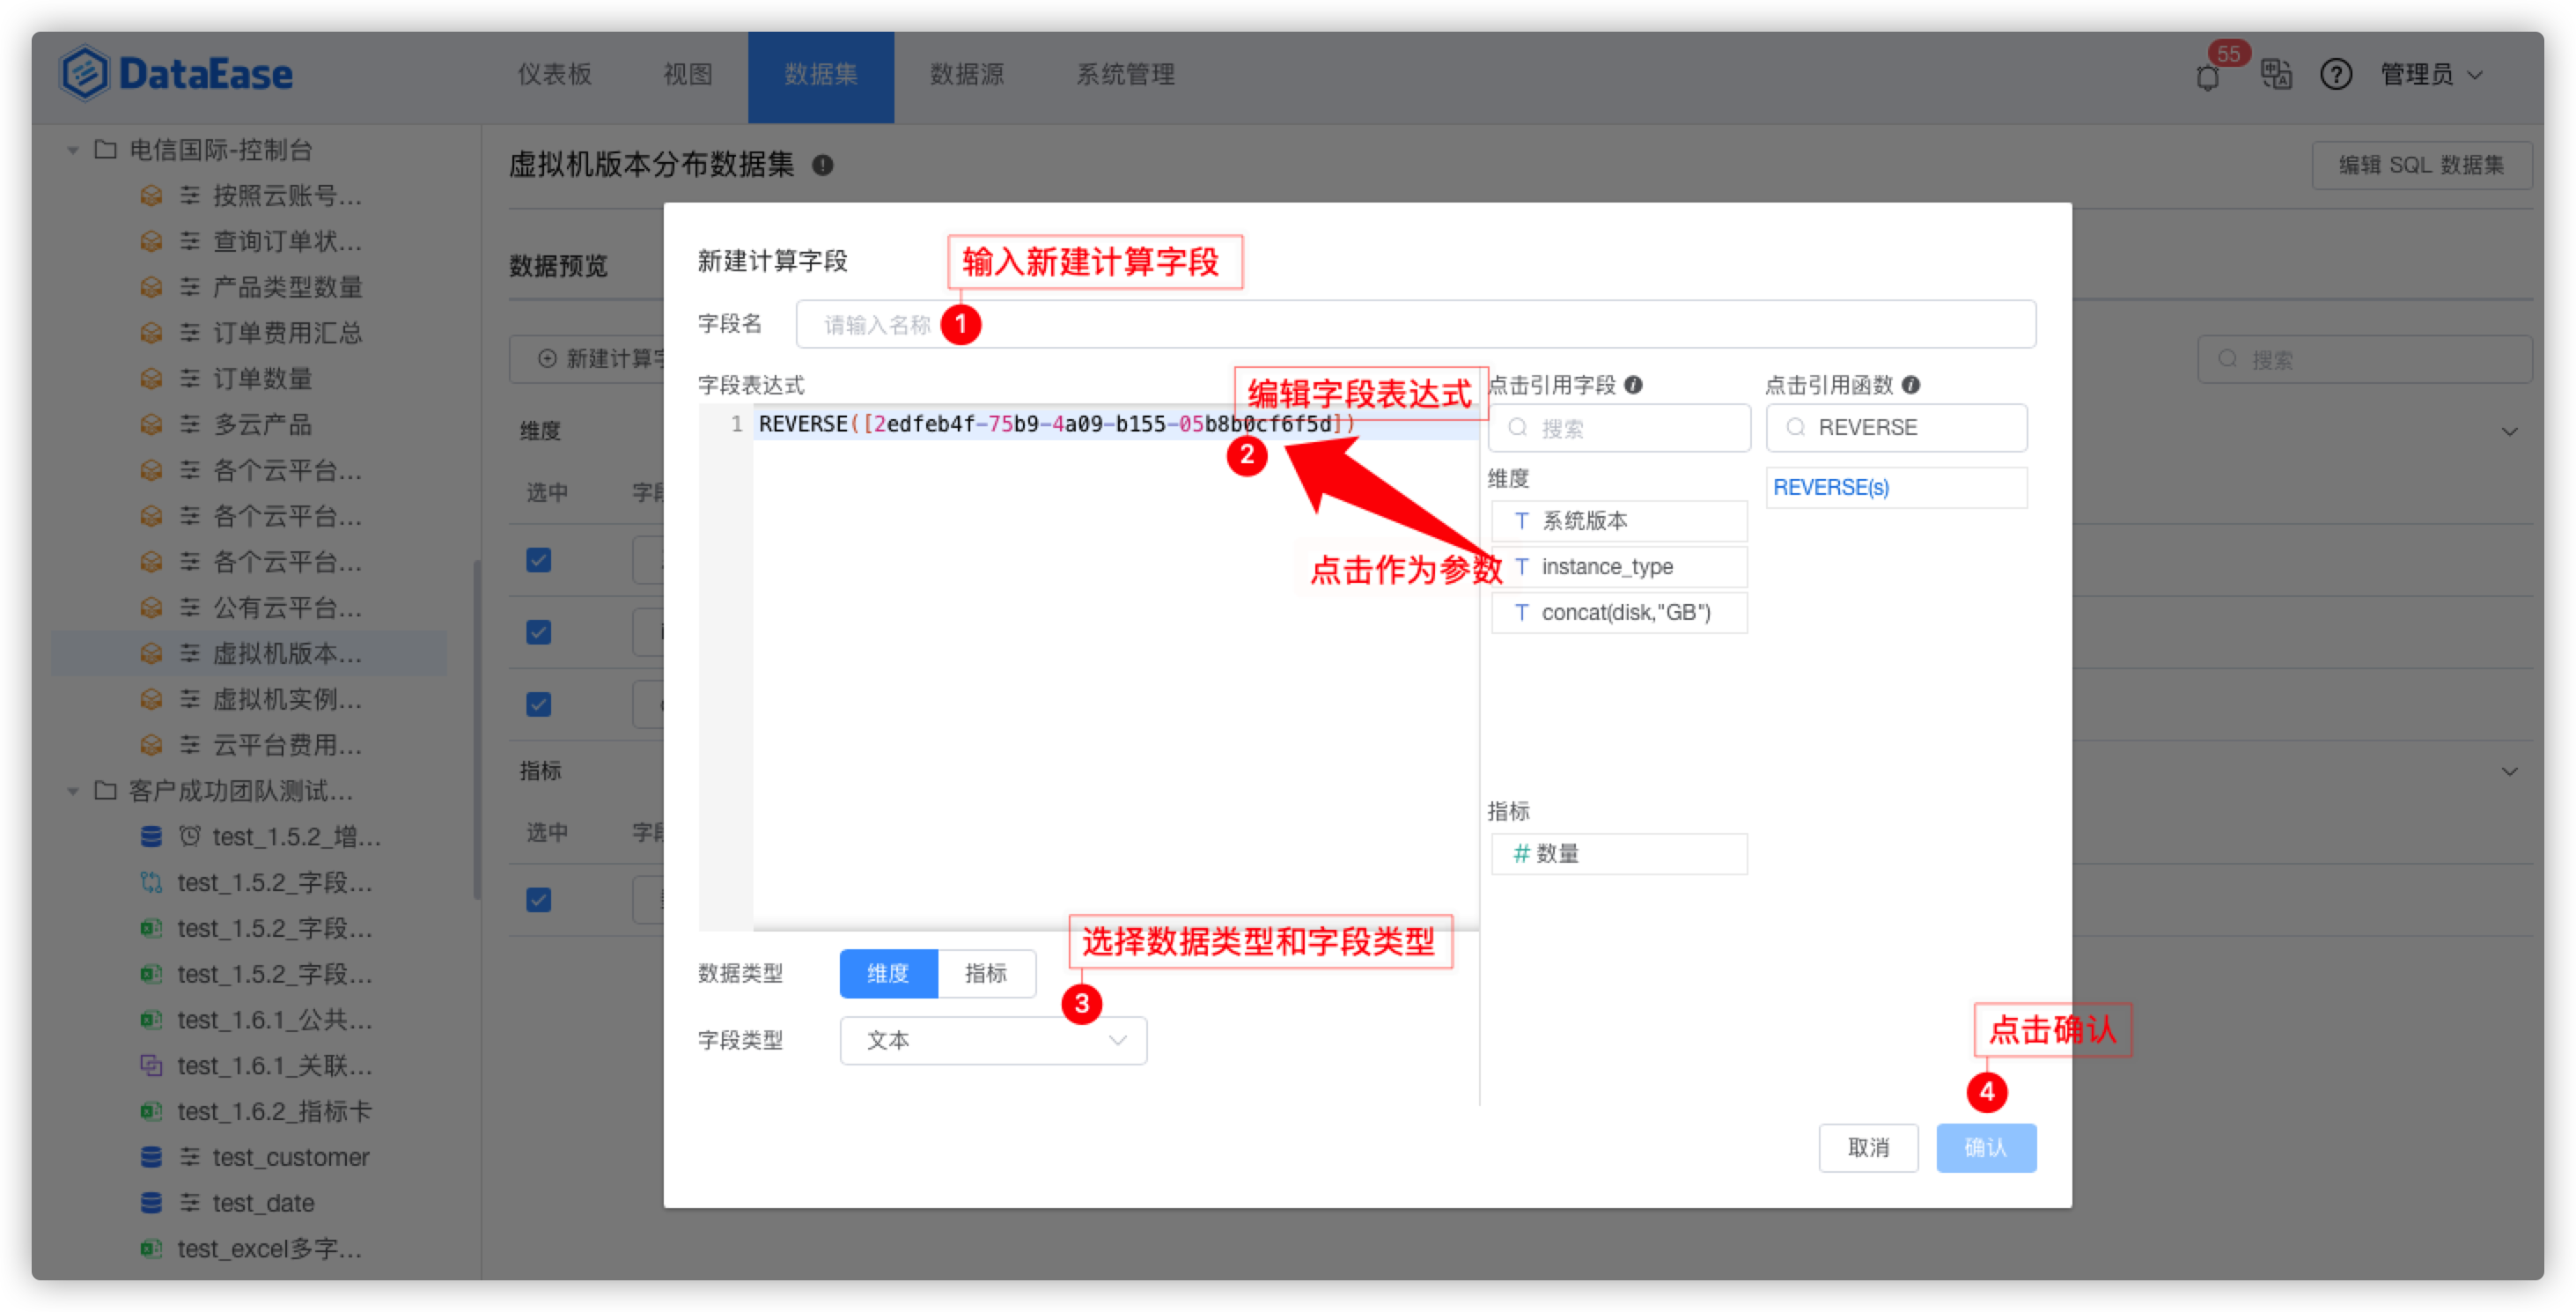 DataEase
仪表板
视图
数据集
数据源
系统管理
55
管理员
电信国际-控制台
按照云账号...
查询订单状...
产品类型数量
订单费用汇总
订单数量
多云产品
各个云平台...
各个云平台...
各个云平台...
公有云平台...
虚拟机版本...
虚拟机实例...
云平台费用...
客户成功团队测试...
test_1.5.2_增...
test_1.5.2_字段...
test_1.5.2_字段...
test_1.5.2_字段...
test_1.6.1_公共...
test_1.6.1_关联...
test_1.6.2_指标卡
test_customer
test_date
test_excel多字...
虚拟机版本分布数据集
编辑 SQL 数据集
数据预览
新建计算字
搜索
维度
选中
字段
指标
选中
字段
新建计算字段
输入新建计算字段
字段名
请输入名称
1
字段表达式
编辑字段表达式
点击引用字段
点击引用函数
1 REVERSE([2edfeb4f-75b9-4a09-b155-05b8b0cf6f5d])
2
搜索
REVERSE
维度
REVERSE(s)
T 系统版本
点击作为参数
T instance_type
T concat(disk,"GB")
指标
# 数量
选择数据类型和字段类型
数据类型
维度
指标
3
字段类型
文本
点击确认
4
取消
确认